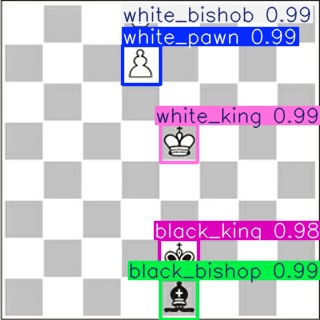 white_bishob 0.99
white_pawn 0.99
white_king 0.99
black_king 0.98
black_bishop 0.99